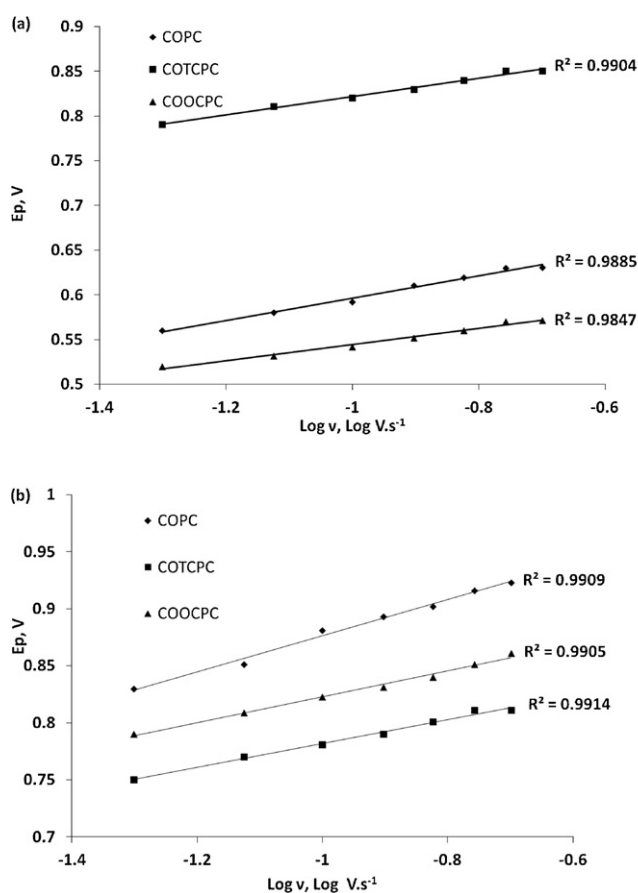 (a)
0.9
COPC
COTCPC
COOCPC
0.85
0.8
0.75
0.7
0.65
0.6
0.55
0.5
Ep, V
R² = 0.9904
R² = 0.9885
R² = 0.9847
-1.4 -1.2 -1 -0.8 -0.6
Log ν, Log V.s⁻¹
(b)
1
COPC
COTCPC
COOCPC
0.95
0.9
0.85
0.8
0.75
0.7
Ep, V
R² = 0.9909
R² = 0.9905
R² = 0.9914
-1.4 -1.2 -1 -0.8 -0.6
Log ν, Log V.s⁻¹